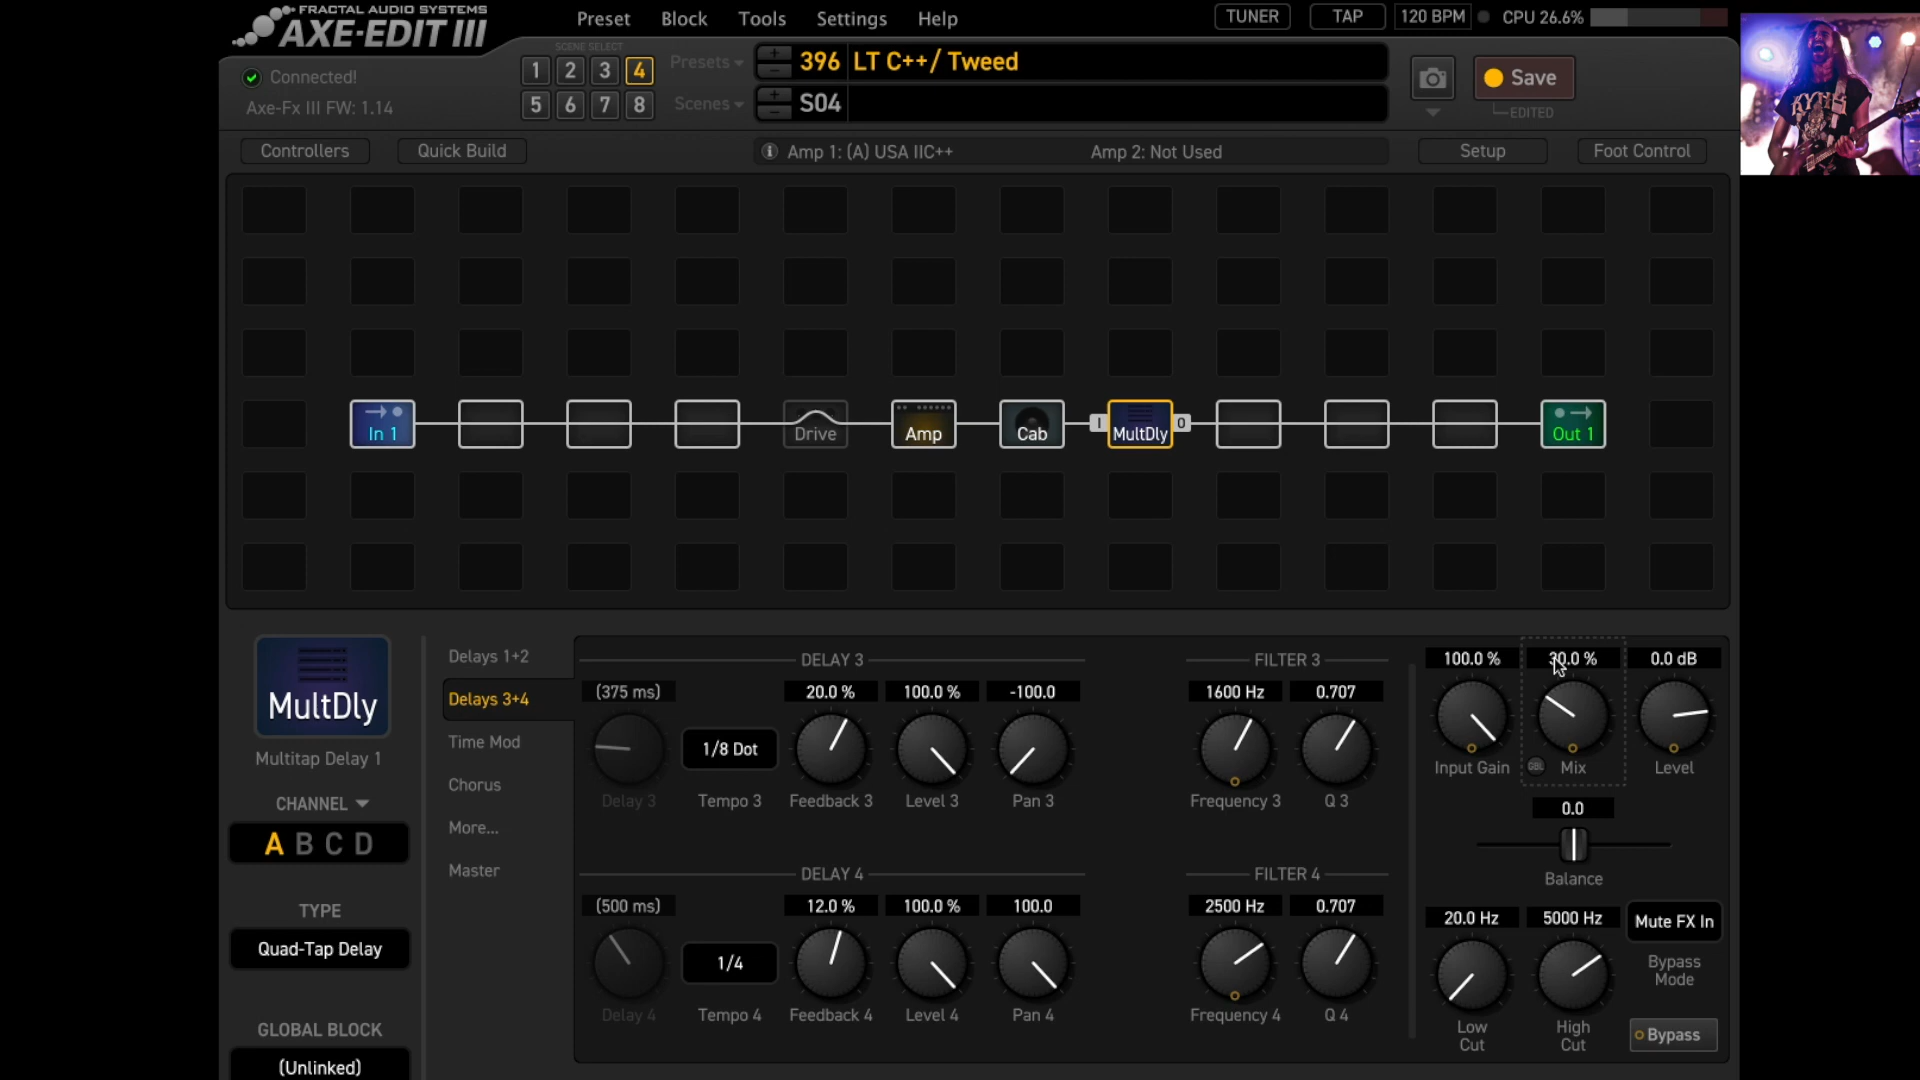 FRACTAL AUDIO SYSTEMS
AXE-EDIT III
Preset Block Tools Settings Help
TUNER TAP 120 BPM CPU 26.6%
Connected!
Axe-Fx III FW: 1.14
SCENE SELECT
1 2 3 4
5 6 7 8
Presets
396 LT C++/ Tweed
Scenes
S04
Save
EDITED
Controllers Quick Build
Amp 1: (A) USA IIC++ Amp 2: Not Used
Setup Foot Control
In 1 Drive Amp Cab I MultDly O Out 1
MultDly
Multitap Delay 1
CHANNEL
A B C D
TYPE
Quad-Tap Delay
GLOBAL BLOCK
(Unlinked)
Delays 1+2
Delays 3+4
Time Mod
Chorus
More...
Master
DELAY 3
(375 ms) 20.0 % 100.0 % -100.0
1/8 Dot
Delay 3 Tempo 3 Feedback 3 Level 3 Pan 3
FILTER 3
1600 Hz 0.707
Frequency 3 Q 3
DELAY 4
(500 ms) 12.0 % 100.0 % 100.0
1/4
Delay 4 Tempo 4 Feedback 4 Level 4 Pan 4
FILTER 4
2500 Hz 0.707
Frequency 4 Q 4
100.0 % 30.0 % 0.0 dB
Input Gain GBL Mix Level
0.0
Balance
20.0 Hz 5000 Hz Mute FX In
Low Cut
High Cut
Bypass Mode
Bypass